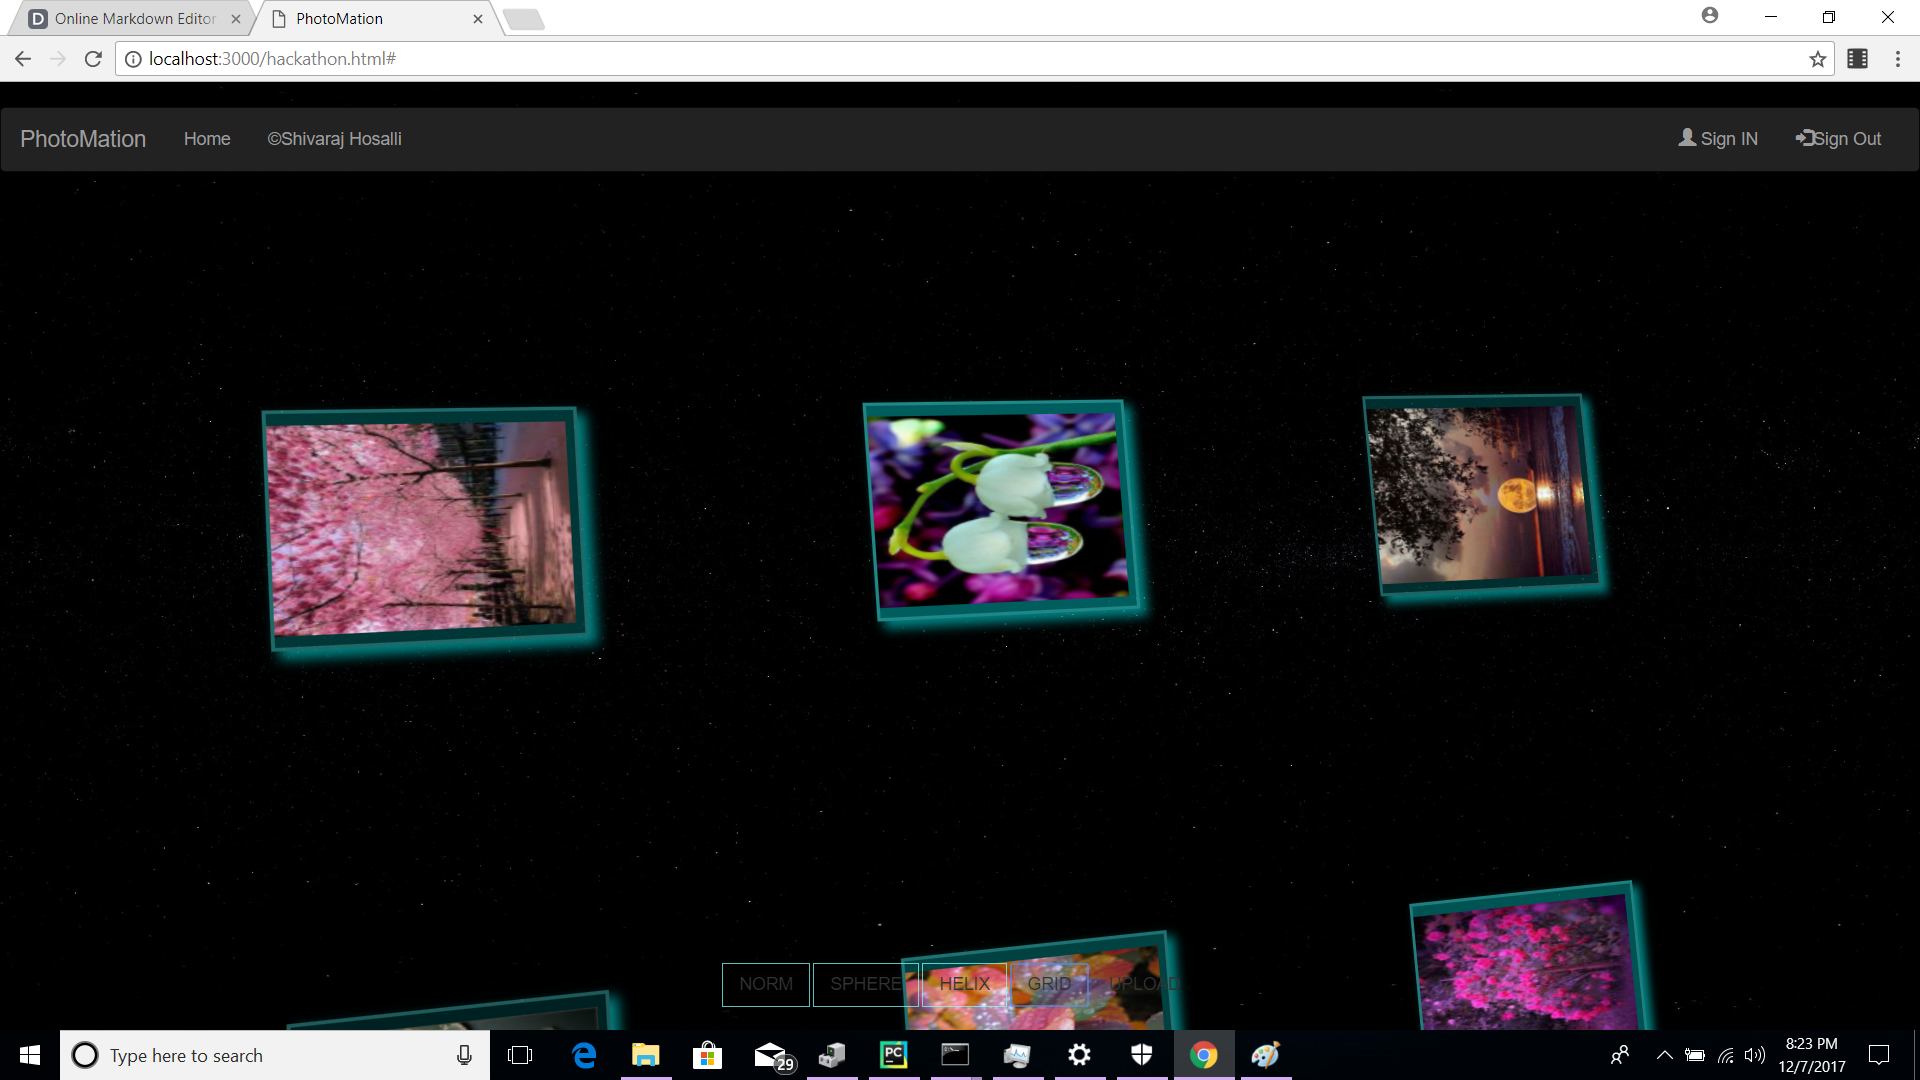 Online Markdown Editor
PhotoMation
localhost:3000/hackathon.html#
PhotoMation Home ©Shivaraj Hosalli Sign IN Sign Out
NORM SPHERE HELIX GRID UPLOAD
Type here to search
29
PC
8:23 PM
12/7/2017